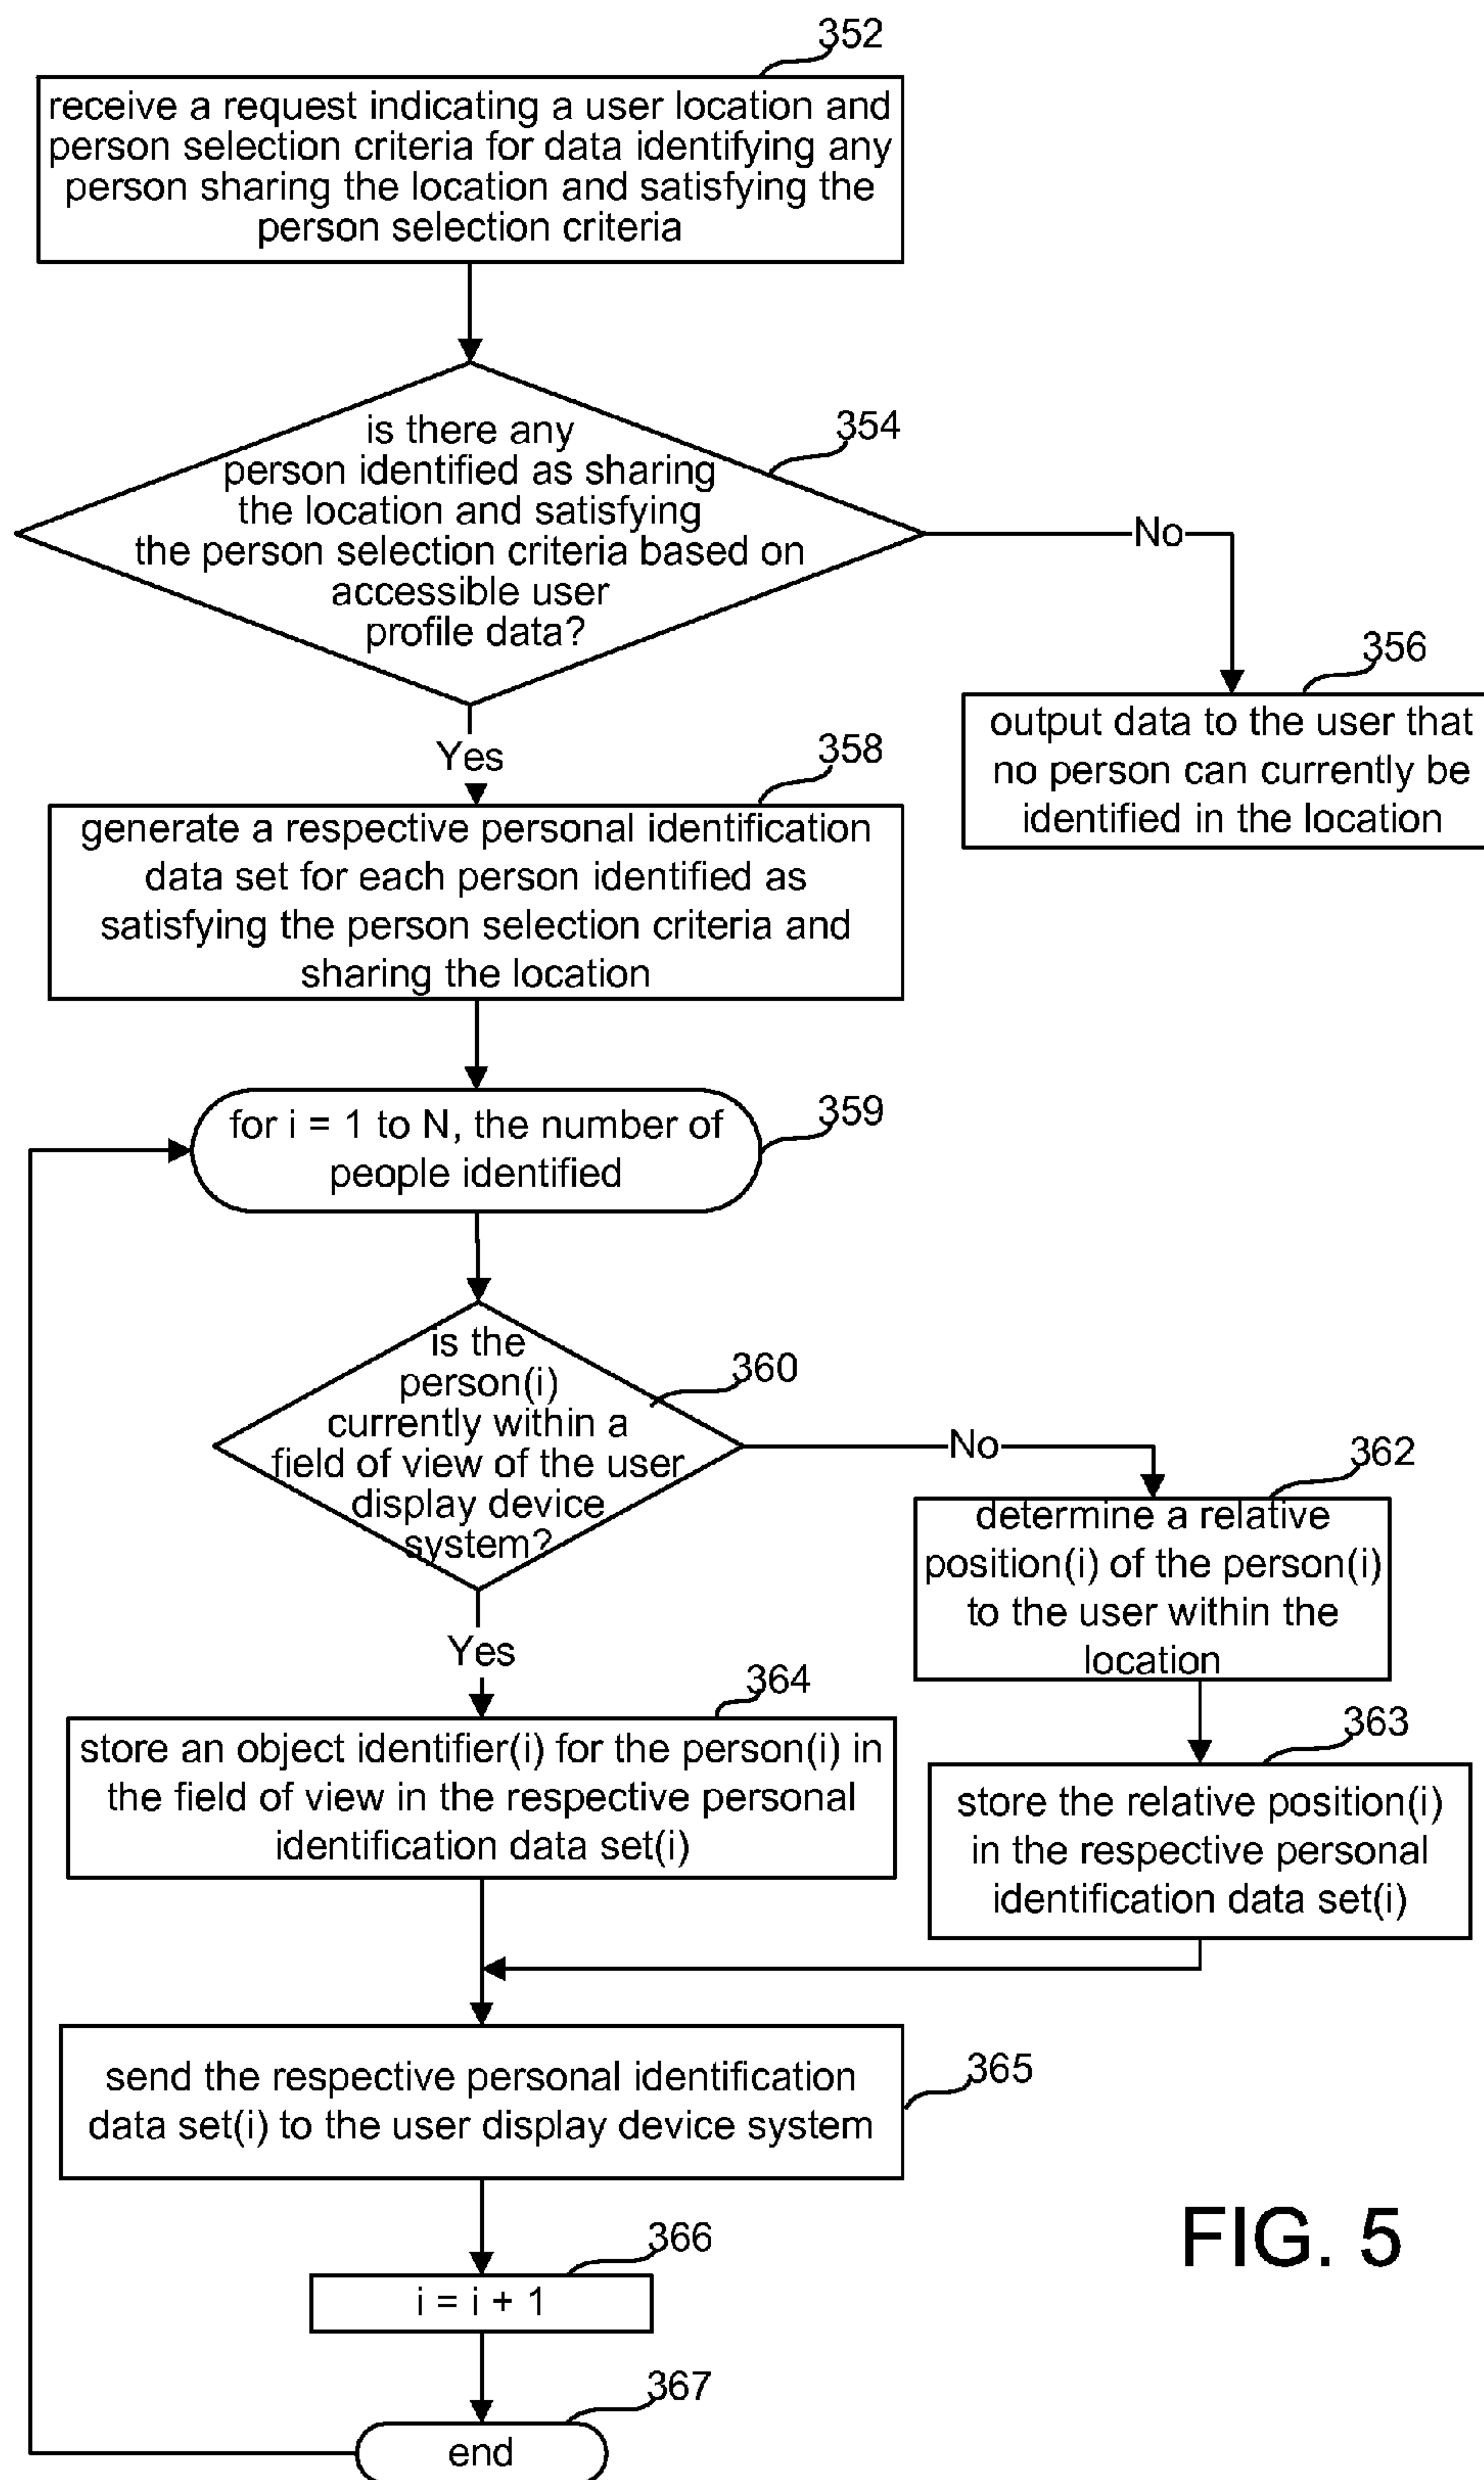 352
receive a request indicating a user location and
person selection criteria for data identifying any
person sharing the location and satisfying the
person selection criteria
354
is there any
person identified as sharing
the location and satisfying
the person selection criteria based on
accessible user
profile data?
No
356
output data to the user that
no person can currently be
identified in the location
Yes
358
generate a respective personal identification
data set for each person identified as
satisfying the person selection criteria and
sharing the location
359
for i = 1 to N, the number of
people identified
360
is the
person(i)
currently within a
field of view of the user
display device
system?
No
362
determine a relative
position(i) of the person(i)
to the user within the
location
Yes
364
store an object identifier(i) for the person(i) in
the field of view in the respective personal
identification data set(i)
363
store the relative position(i)
in the respective personal
identification data set(i)
365
send the respective personal identification
data set(i) to the user display device system
366
i = i + 1
367
end
FIG. 5